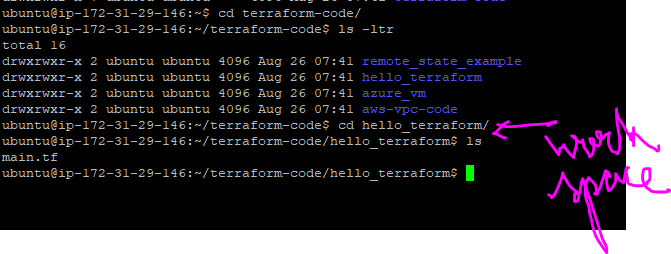 ubuntu@ip-172-31-29-146:~$ cd terraform-code/
ubuntu@ip-172-31-29-146:~/terraform-code$ ls -ltr
total 16
drwxrwxr-x 2 ubuntu ubuntu 4096 Aug 26 07:41 remote_state_example
drwxrwxr-x 2 ubuntu ubuntu 4096 Aug 26 07:41 hello_terraform
drwxrwxr-x 2 ubuntu ubuntu 4096 Aug 26 07:41 azure_vm
drwxrwxr-x 2 ubuntu ubuntu 4096 Aug 26 07:41 aws-vpc-code
ubuntu@ip-172-31-29-146:~/terraform-code$ cd hello_terraform/
ubuntu@ip-172-31-29-146:~/terraform-code/hello_terraform$ ls
main.tf
ubuntu@ip-172-31-29-146:~/terraform-code/hello_terraform$
work
space